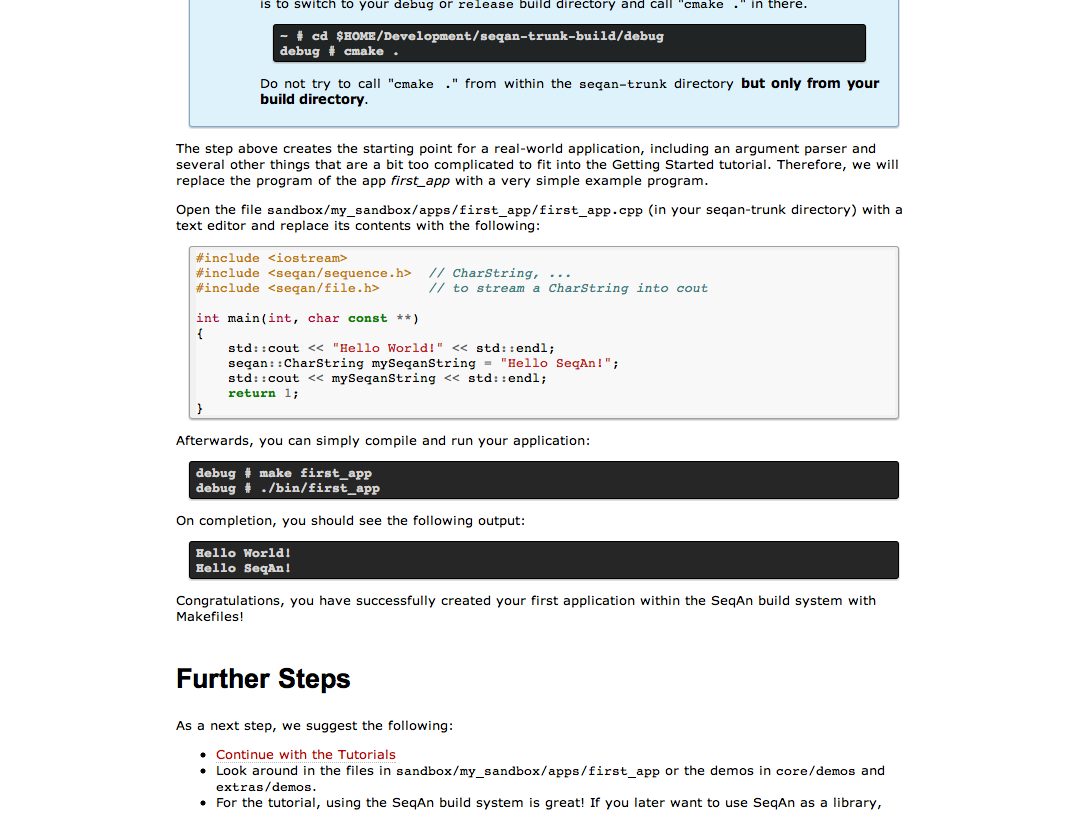 is to switch to your debug or release build directory and call "cmake ." in there.
~ # cd $HOME/Development/seqan-trunk-build/debug
debug # cmake .
Do not try to call "cmake ." from within the seqan-trunk directory but only from your
build directory.
The step above creates the starting point for a real-world application, including an argument parser and
several other things that are a bit too complicated to fit into the Getting Started tutorial. Therefore, we will
replace the program of the app first_app with a very simple example program.
Open the file sandbox/my_sandbox/apps/first_app/first_app.cpp (in your seqan-trunk directory) with a
text editor and replace its contents with the following:
#include <iostream>
#include <seqan/sequence.h>  // CharString, ...
#include <seqan/file.h>      // to stream a CharString into cout
int main(int, char const **)
{
    std::cout << "Hello World!" << std::endl;
    seqan::CharString mySeqanString = "Hello SeqAn!";
    std::cout << mySeqanString << std::endl;
    return 1;
}
Afterwards, you can simply compile and run your application:
debug # make first_app
debug # ./bin/first_app
On completion, you should see the following output:
Hello World!
Hello SeqAn!
Congratulations, you have successfully created your first application within the SeqAn build system with
Makefiles!
Further Steps
As a next step, we suggest the following:
• Continue with the Tutorials
• Look around in the files in sandbox/my_sandbox/apps/first_app or the demos in core/demos and
extras/demos.
• For the tutorial, using the SeqAn build system is great! If you later want to use SeqAn as a library,